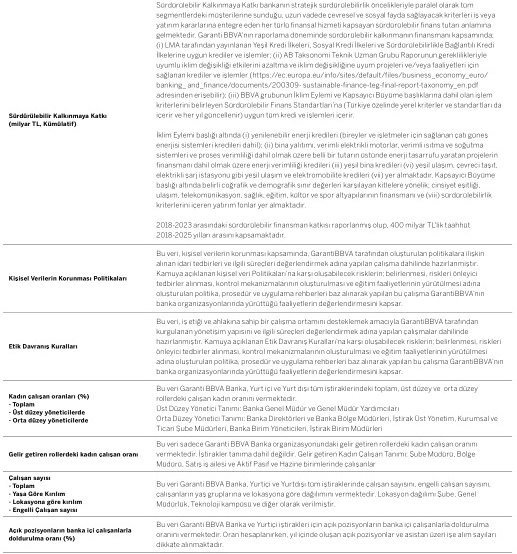 Sürdürülebilir Kalkınmaya Katkı bankanın stratejik sürdürülebilirlik öncelikleriyle paralel olarak tüm
segmentlerdeki müşterilerine sunduğu, uzun vadede çevresel ve sosyal fayda sağlayacak kriterleri iş veya
yatırım kararlarına entegre eden her türlü finansal hizmeti kapsayan sürdürülebilir finans tutarı anlamına
gelmektedir. Garanti BBVA'nın raporlama döneminde sürdürülebilir kalkınmanın finansmanı kapsamında;
(i) LMA tarafından yayınlanan Yeşil Kredi İlkeleri, Sosyal Kredi İlkeleri ve Sürdürülebilirlikle Bağlantılı Kredi
İlkelerine uygun krediler ve işlemler; (ii) AB Taksonomi Teknik Uzman Grubu Raporunun gereklilikleriyle
uyumlu iklim değişikliği etkilerini azaltma ve iklim değişikliğine uyum projeleri ve/veya faaliyetleri için
sağlanan krediler ve işlemler (https://ec.europa.eu/info/sites/default/files/business_economy_euro/
banking_ and_finance/documents/200309- sustainable-finance-teg-final-report-taxonomy_en.pdf
adresinden erişebilir); (iii) BBVA grubunun İklim Eylemi ve Kapsayıcı Büyüme başlıklarına dahil olan işlem
kriterlerini belirleyen Sürdürülebilir Finans Standartları'na (Türkiye özelinde yerel kriterler ve standartları da
içerir ve her yıl güncellenir) uygun tüm kredi ve işlemleri içerir.
Sürdürülebilir Kalkınmaya Katkı
(milyar TL, Kümülatif)
İklim Eylemi başlığı altında (i) yenilenebilir enerji kredileri (bireyler ve işletmeler için sağlanan çatı güneş
enerjisi sistemleri kredileri dahil); (ii) bina yalıtımı, verimli elektrikli motorlar, verimli ısıtma ve soğutma
sistemleri ve proses verimliliği dahil olmak üzere belli bir tutarın üstünde enerji tasarrufu yaratan projelerin
finansmanı dahil olmak üzere enerji verimliliği kredileri (iii) yeşil bina kredileri (vi) yeşil ulaşım, çevreci taşıt,
elektrikli şarj istasyonu gibi yeşil ulaşım ve elektromobilite kredileri (vii) yer almaktadır. Kapsayıcı Büyüme
başlığı altında belirli coğrafik ve demografik sınır değerleri karşılayan kitlelere yönelik; cinsiyet eşitliği,
ulaşım, telekomünikasyon, sağlık, eğitim, kültür ve spor altyapılarının finansmanı ve (viii) sürdürülebilirlik
kriterlerini içeren yatırım fonlar yer almaktadır.
2018-2023 arasındaki sürdürülebilir finansman katkısı raporlanmış olup, 400 milyar TL'lik taahhüt
2018-2025 yılları arasını kapsamaktadır.
Kişisel Verilerin Korunması Politikaları
Bu veri, kişisel verilerin korunması kapsamında, GarantiBBVA tarafından oluşturulan politikalara ilişkin
alınan idari tedbirleri ve ilgili süreçleri değerlendirmek adına yapılan çalışma dahilinde hazırlanmıştır.
Kamuya açıklanan kişisel veri Politikaları'na karşı oluşabilecek risklerin; belirlenmesi, riskleri önleyici
tedbirler alınması, kontrol mekanizmalarının oluşturulması ve eğitim faaliyetlerinin yürütülmesi adına
oluşturulan politika, prosedür ve uygulama rehberleri baz alınarak yapılan bu çalışma GarantiBBVA'nın
banka organizasyonlarında yürüttüğü faaliyetlerin değerlendirmesini kapsar.
Etik Davranış Kuralları
Bu veri, iş etiği ve ahlakına sahip bir çalışma ortamını desteklemek amacıyla GarantiBBVA tarafından
kurgulanan yönetişim yapısını ve ilgili süreçleri değerlendirmek adına yapılan çalışmalar dahilinde
hazırlanmıştır. Kamuya açıklanan Etik Davranış Kuralları'na karşı oluşabilecek risklerin; belirlenmesi, riskleri
önleyici tedbirler alınması, kontrol mekanizmalarının oluşturulması ve eğitim faaliyetlerinin yürütülmesi
adına oluşturulan politika, prosedür ve uygulama rehberleri baz alınarak yapılan bu çalışma GarantiBBVA'nın
banka organizasyonlarında yürüttüğü faaliyetlerin değerlendirmesini kapsar.
Kadın çalışan oranları (%)
- Toplam
- Üst düzey yöneticilerde
- Orta düzey yöneticilerde
Bu veri Garanti BBVA Banka, Yurt içi ve Yurt dışı tüm iştiraklerindeki toplam, üst düzey ve orta düzey
rollerdeki çalışan kadın oranını vermektedir.
Üst Düzey Yönetici Tanımı: Banka Genel Müdür ve Genel Müdür Yardımcıları
Orta Düzey Yönetici Tanımı: Banka Direktörleri ve Banka Bölge Müdürleri, İştirak Üst Yönetim, Kurumsal ve
Ticari Şube Müdürleri, Banka Birim Yöneticileri, İştirak Birim Müdürleri
Gelir getiren rollerdeki kadın çalışan oranı
Bu veri sadece Garanti BBVA Banka organizasyonundaki gelir getiren rollerdeki kadın çalışan oranını
vermektedir. İştirakler tanıma dahil değildir. Gelir Getiren Kadın Çalışan Tanımı: Şube Müdürü, Bölge
Müdürü, Satış iş ailesi ve Aktif Pasif ve Hazine birimlerinde çalışanlar
Çalışan sayısı
- Toplam
- Yaşa Göre Kırılım
- Lokasyona göre kırılım
- Engelli Çalışan sayısı
Bu veri Garanti BBVA Banka, Yurtiçi ve Yurtdışı tüm iştiraklerinde çalışan sayısını, engelli çalışan sayısını,
çalışanların yaş gruplarına ve lokasyona göre dağılımını vermektedir. Lokasyon dağılımı Şube, Genel
Müdürlük, Teknoloji kampüsü ve diğer olarak verilmiştir.
Açık pozisyonların banka içi çalışanlarla
doldurulma oranı (%)
Bu veri Garanti BBVA Banka ve Yurtiçi iştirakleri için açık pozisyonların banka içi çalışanlarla doldurulma
oranını vermektedir. Oran hesaplanırken, yıl içinde oluşan açık pozisyonlar ve asistan üzeri işe alım sayıları
dikkate alınmaktadır.